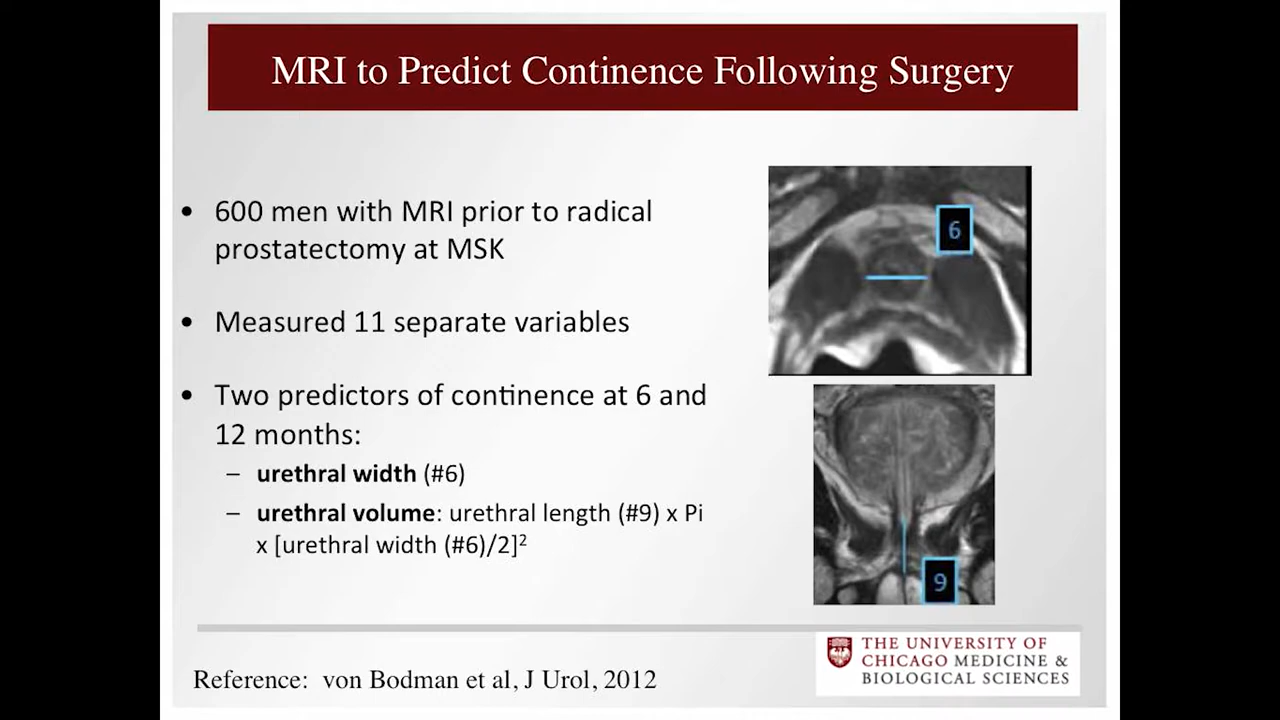 MRI to Predict Continence Following Surgery
• 600 men with MRI prior to radical
prostatectomy at MSK
• Measured 11 separate variables
• Two predictors of continence at 6 and
12 months:
– urethral width (#6)
– urethral volume: urethral length (#9) x Pi
x [urethral width (#6)/2]²
6
9
Reference: von Bodman et al, J Urol, 2012
THE UNIVERSITY OF
CHICAGO MEDICINE &
BIOLOGICAL SCIENCES